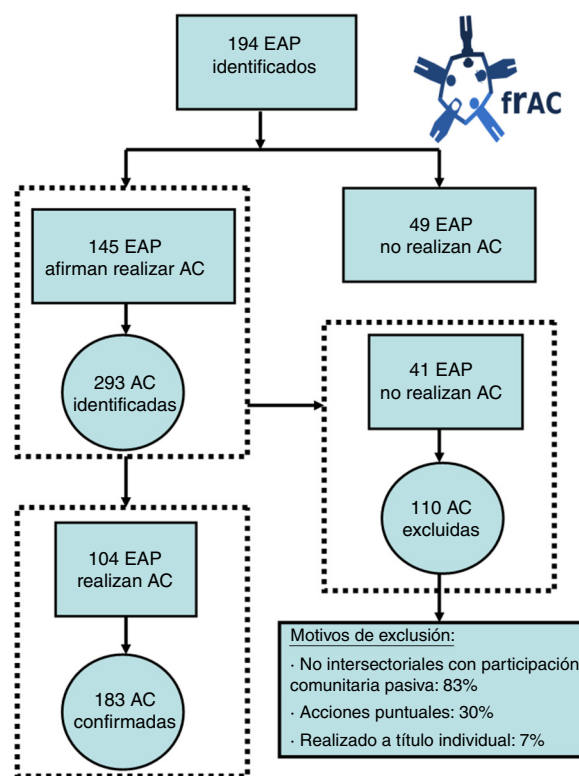 194 EAP
identificados
frAC
145 EAP
afirman realizar AC
49 EAP
no realizan AC
293 AC
identificadas
41 EAP
no realizan AC
110 AC
excluidas
104 EAP
realizan AC
183 AC
confirmadas
Motivos de exclusión:
· No intersectoriales con participación
comunitaria pasiva: 83%
· Acciones puntuales: 30%
· Realizado a título individual: 7%